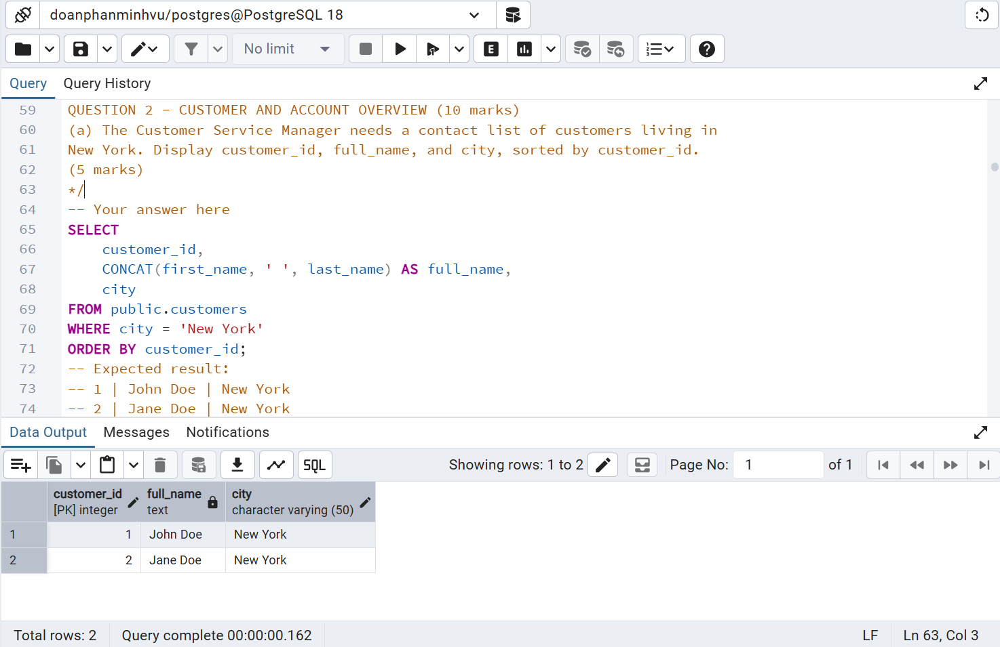 doanphanminhvu/postgres@PostgreSQL 18
No limit
E
Query Query History
59 QUESTION 2 - CUSTOMER AND ACCOUNT OVERVIEW (10 marks)
60 (a) The Customer Service Manager needs a contact list of customers living in
61 New York. Display customer_id, full_name, and city, sorted by customer_id.
62 (5 marks)
63 */
64 -- Your answer here
65 SELECT
66 customer_id,
67 CONCAT(first_name, ' ', last_name) AS full_name,
68 city
69 FROM public.customers
70 WHERE city = 'New York'
71 ORDER BY customer_id;
72 -- Expected result:
73 -- 1 | John Doe | New York
74 -- 2 | Jane Doe | New York
Data Output Messages Notifications
SQL Showing rows: 1 to 2 Page No: 1 of 1
customer_id full_name city
[PK] integer text character varying (50)
1 1 John Doe New York
2 2 Jane Doe New York
Total rows: 2 Query complete 00:00:00.162 LF Ln 63, Col 3